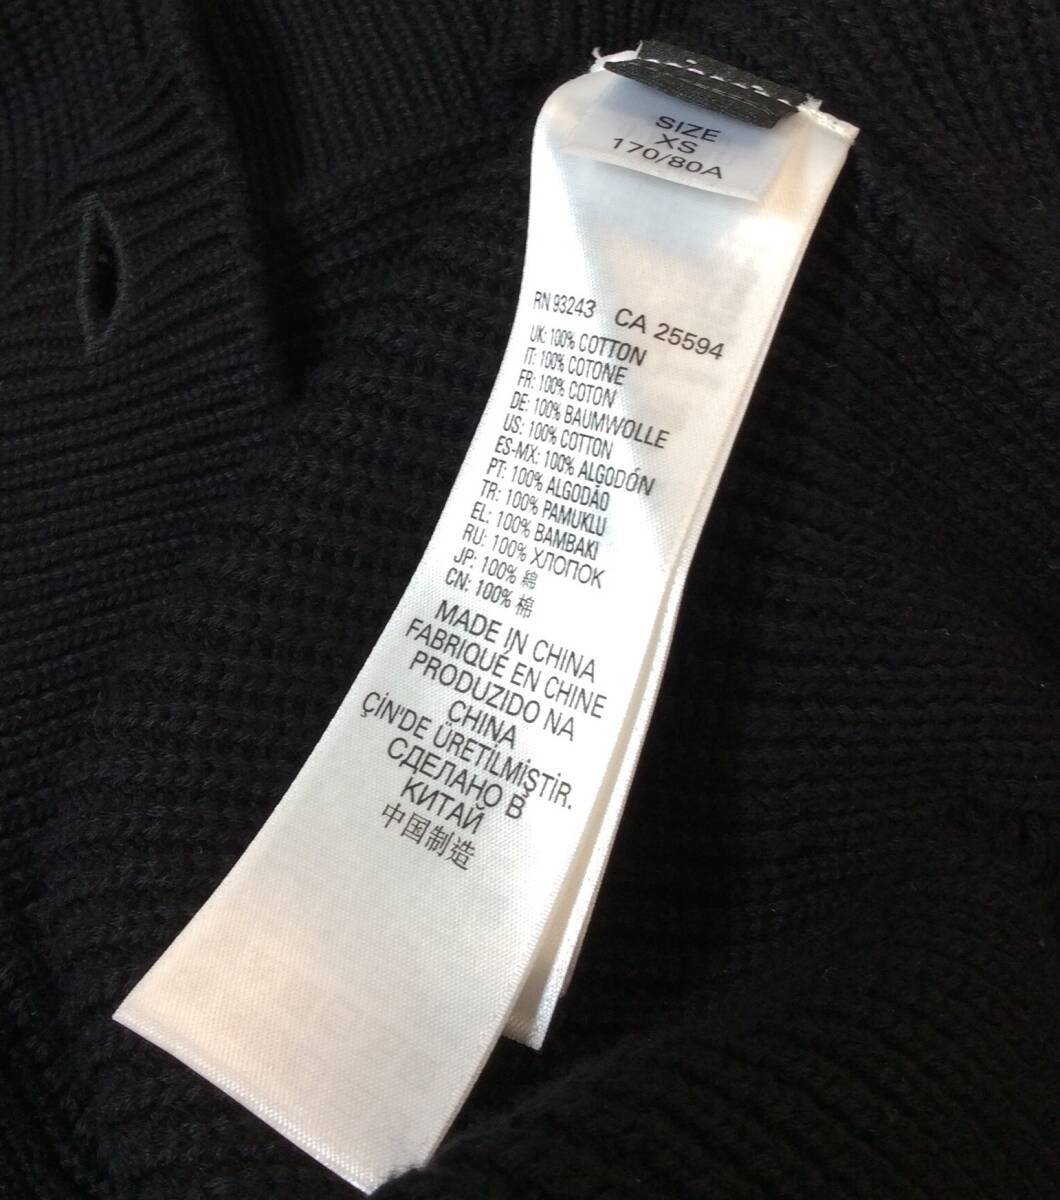 SIZE
XS
170/80A
RN 93243 CA 25594
UK: 100% COTTON
IT: 100% COTONE
FR: 100% COTON
DE: 100% BAUMWOLLE
US: 100% COTTON
ES-MX: 100% ALGODÓN
PT: 100% ALGODÃO
TR: 100% PAMUKLU
EL: 100% BAMBAKI
RU: 100% ХЛОПОК
JP: 100% 綿
CN: 100% 棉
MADE IN CHINA
FABRIQUÉ EN CHINE
PRODUZIDO NA
CHINA
ÇİN'DE ÜRETİLMİŞTİR.
СДЕЛАНО В
КИТАЙ
中国制造